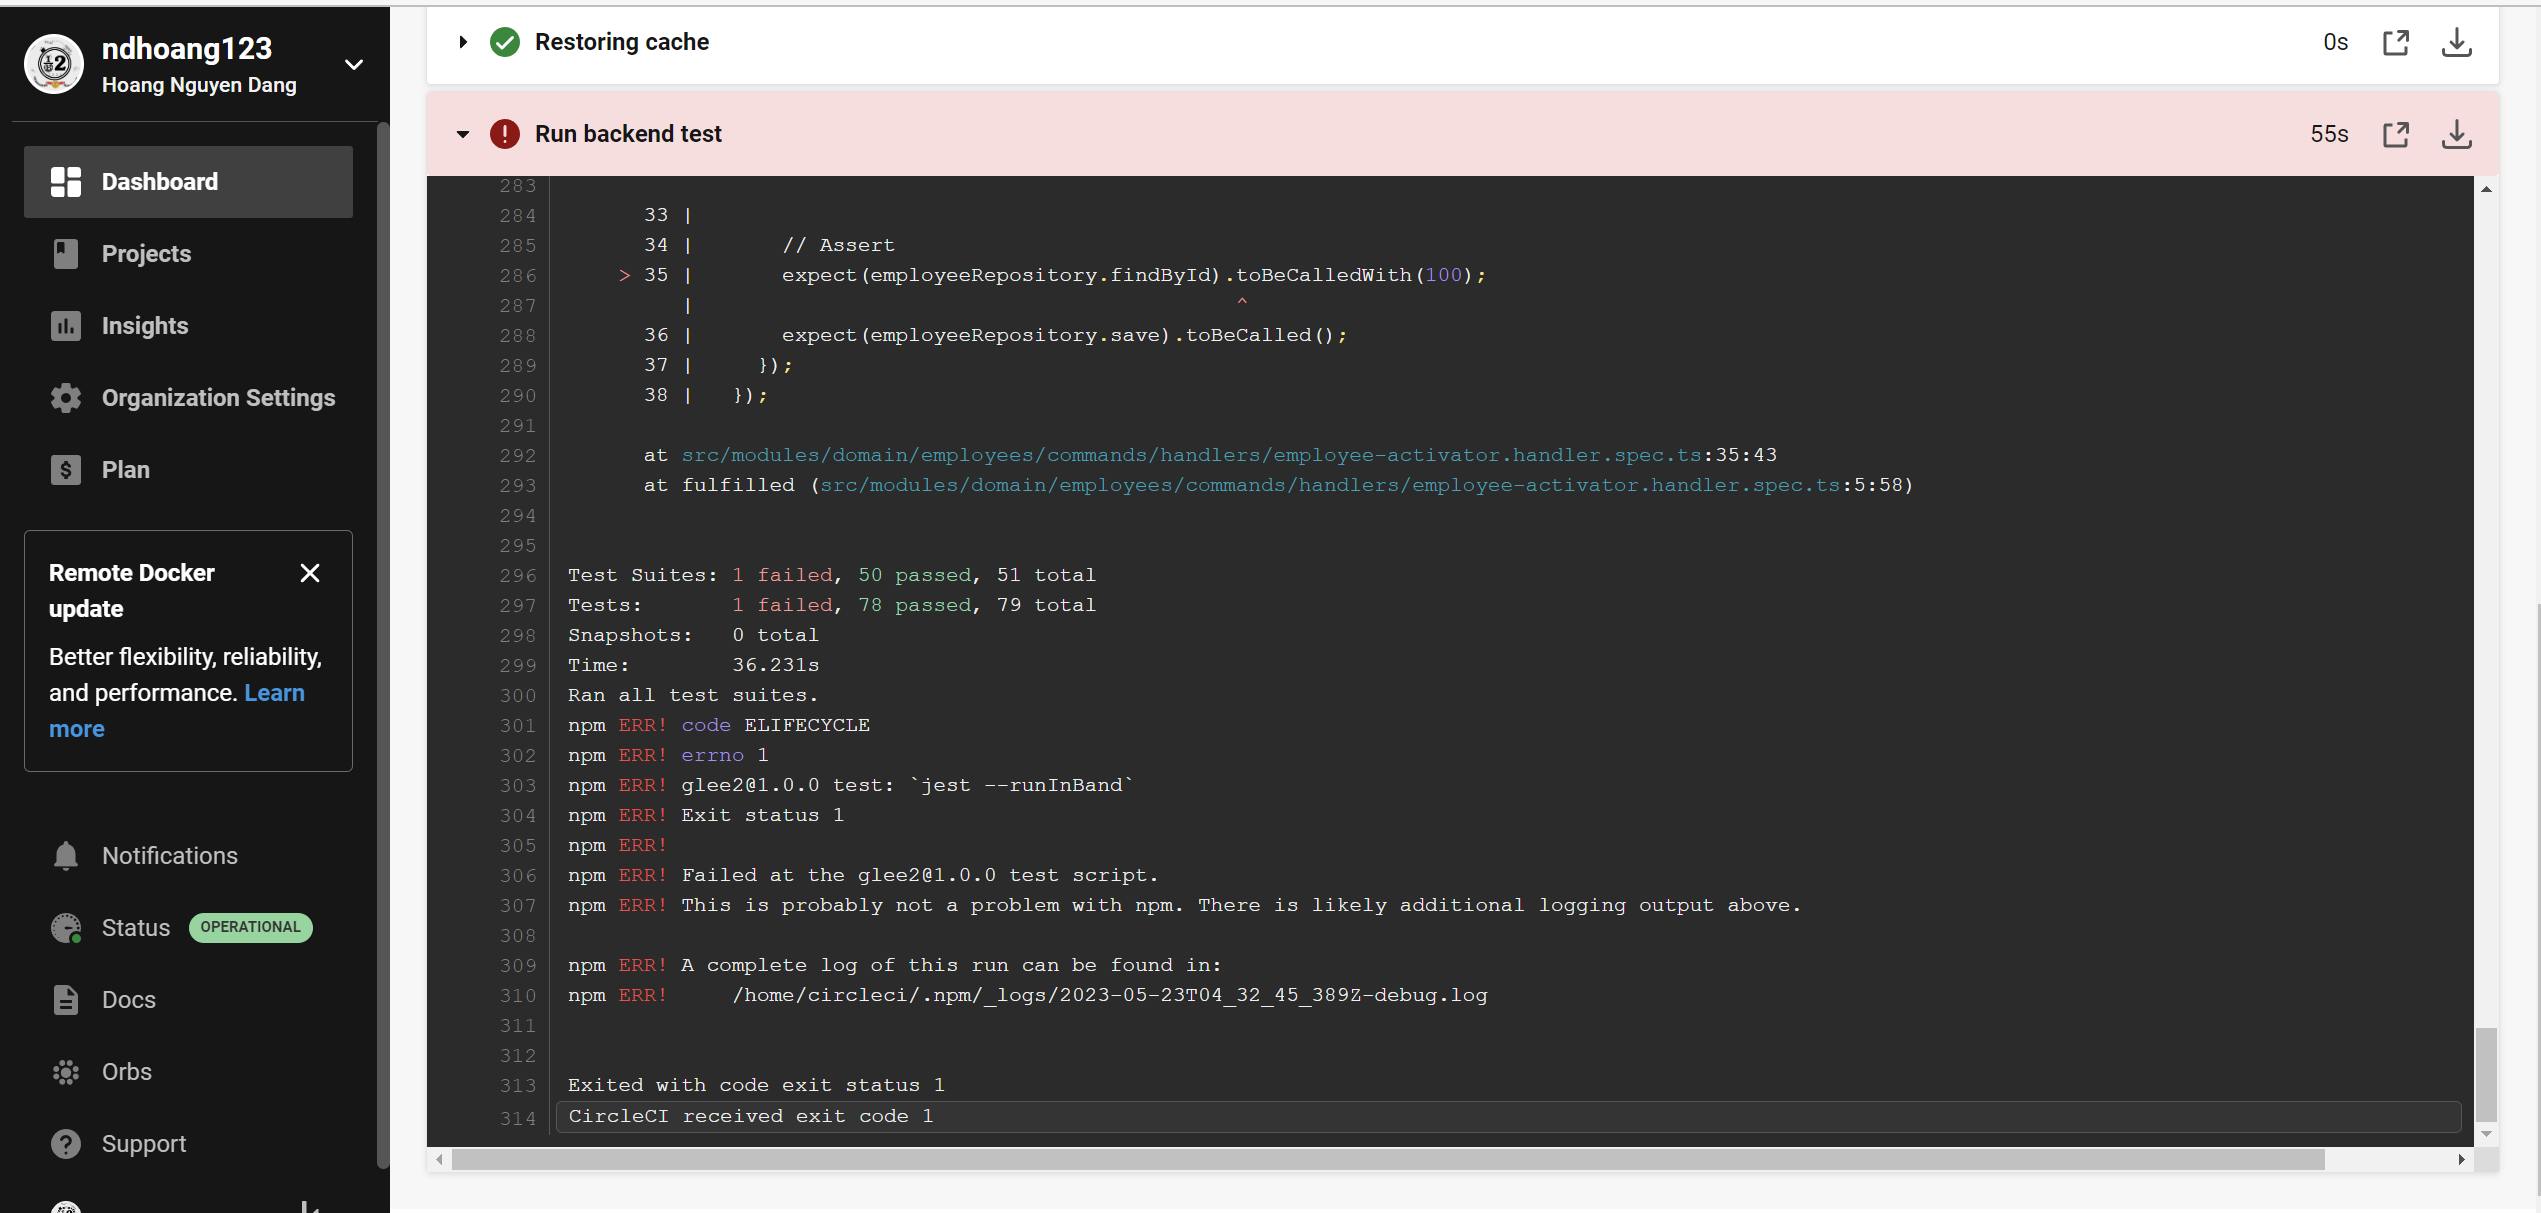 ndhoang123
Hoang Nguyen Dang
Dashboard
Projects
Insights
Organization Settings
Plan
Remote Docker
update
Better flexibility, reliability,
and performance. Learn
more
Notifications
Status OPERATIONAL
Docs
Orbs
Support
Restoring cache 0s
Run backend test 55s
283
284 33 |
285 34 | // Assert
286 > 35 | expect(employeeRepository.findById).toBeCalledWith(100);
287 | ^
288 36 | expect(employeeRepository.save).toBeCalled();
289 37 | });
290 38 | });
291
292 at src/modules/domain/employees/commands/handlers/employee-activator.handler.spec.ts:35:43
293 at fulfilled (src/modules/domain/employees/commands/handlers/employee-activator.handler.spec.ts:5:58)
294
295
296 Test Suites: 1 failed, 50 passed, 51 total
297 Tests: 1 failed, 78 passed, 79 total
298 Snapshots: 0 total
299 Time: 36.231s
300 Ran all test suites.
301 npm ERR! code ELIFECYCLE
302 npm ERR! errno 1
303 npm ERR! glee2@1.0.0 test: `jest --runInBand`
304 npm ERR! Exit status 1
305 npm ERR!
306 npm ERR! Failed at the glee2@1.0.0 test script.
307 npm ERR! This is probably not a problem with npm. There is likely additional logging output above.
308
309 npm ERR! A complete log of this run can be found in:
310 npm ERR! /home/circleci/.npm/_logs/2023-05-23T04_32_45_389Z-debug.log
311
312
313 Exited with code exit status 1
314 CircleCI received exit code 1